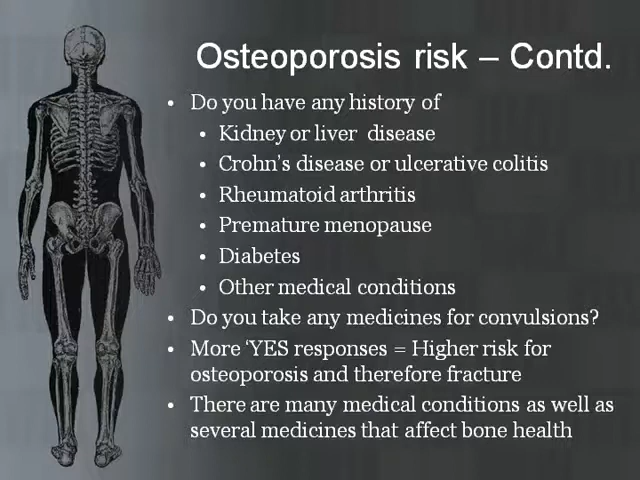 Osteoporosis risk – Contd.
• Do you have any history of
• Kidney or liver disease
• Crohn's disease or ulcerative colitis
• Rheumatoid arthritis
• Premature menopause
• Diabetes
• Other medical conditions
• Do you take any medicines for convulsions?
• More ‘YES responses = Higher risk for
osteoporosis and therefore fracture
• There are many medical conditions as well as
several medicines that affect bone health